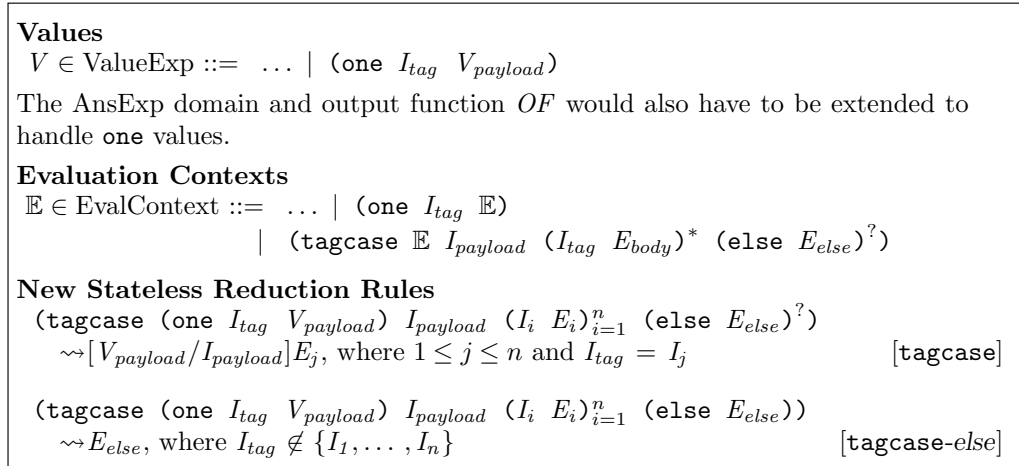 Values
V ∈ ValueExp ::= … | (one I_tag V_payload)
The AnsExp domain and output function OF would also have to be extended to
handle one values.
Evaluation Contexts
𝔼 ∈ EvalContext ::= … | (one I_tag 𝔼)
| (tagcase 𝔼 I_payload (I_tag E_body)^* (else E_else)^?)
New Stateless Reduction Rules
(tagcase (one I_tag V_payload) I_payload (I_i E_i)_{i=1}^n (else E_else)^?)
⇝[V_payload/I_payload]E_j, where 1 ≤ j ≤ n and I_tag = I_j [tagcase]
(tagcase (one I_tag V_payload) I_payload (I_i E_i)_{i=1}^n (else E_else))
⇝E_else, where I_tag ∉ {I_1, … , I_n} [tagcase-else]